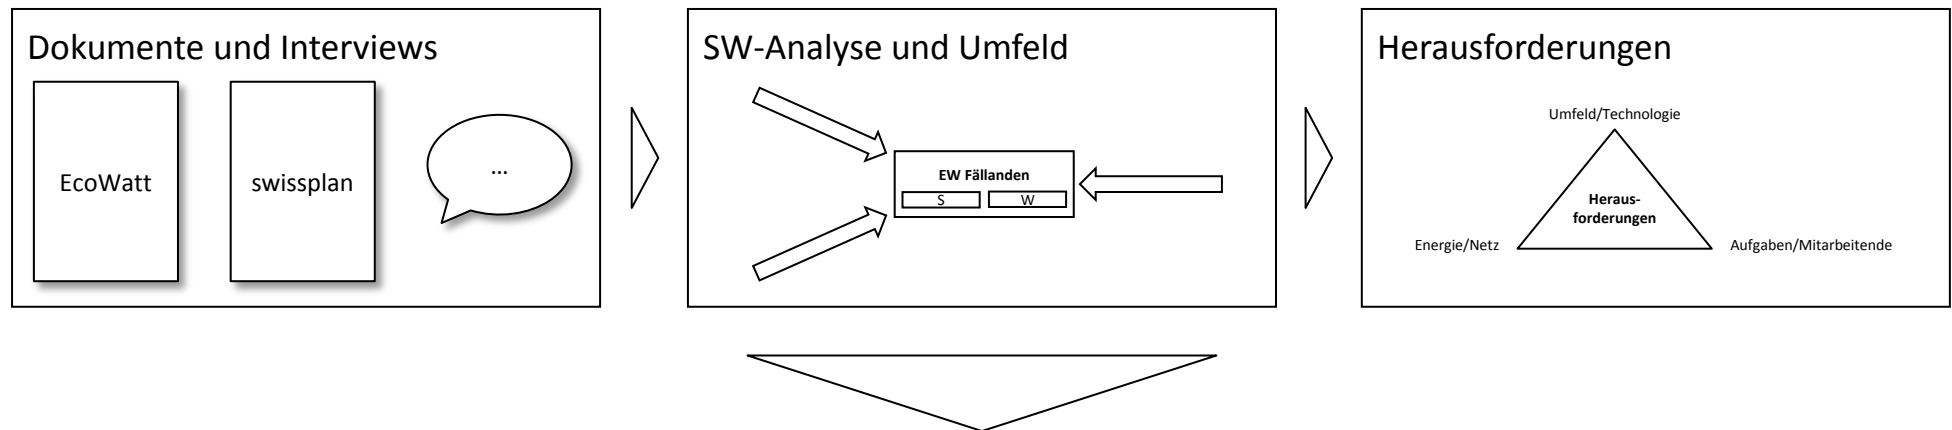 Dokumente und Interviews
EcoWatt
swissplan
...
SW-Analyse und Umfeld
EW Fällanden
S
W
Herausforderungen
Umfeld/Technologie
Heraus-
forderungen
Energie/Netz
Aufgaben/Mitarbeitende